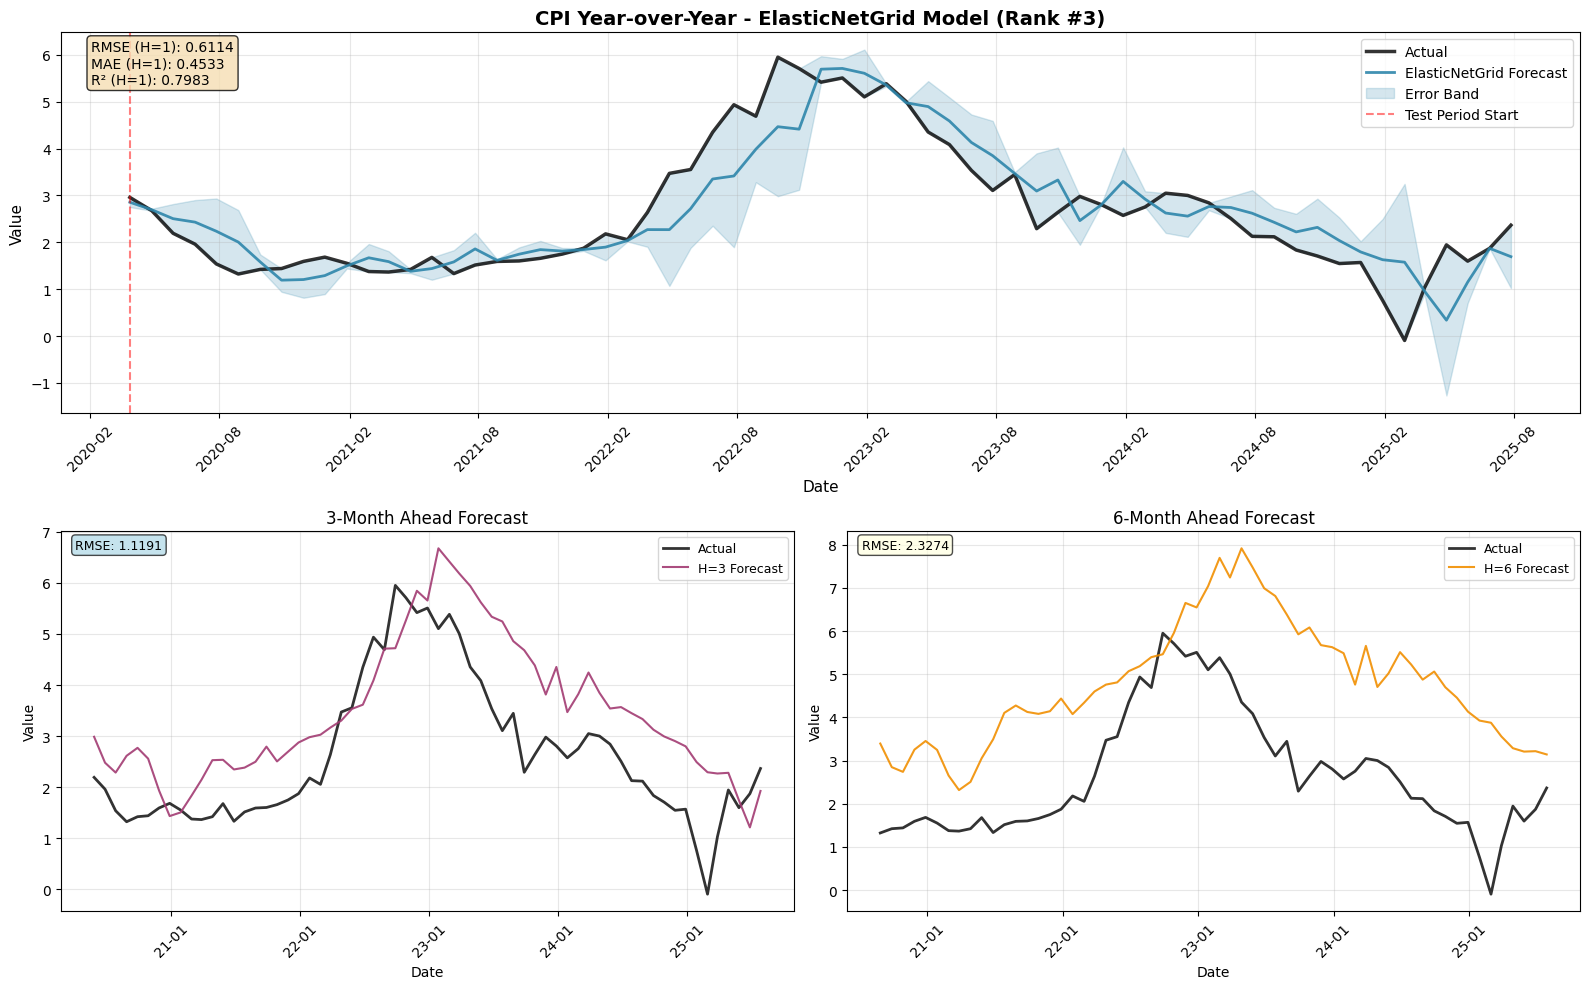 CPI Year-over-Year - ElasticNetGrid Model (Rank #3)
RMSE (H=1): 0.6114
MAE (H=1): 0.4533
R² (H=1): 0.7983
Actual
ElasticNetGrid Forecast
Error Band
Test Period Start
Value
6
5
4
3
2
1
0
−1
2020-02
2020-08
2021-02
2021-08
2022-02
2022-08
2023-02
2023-08
2024-02
2024-08
2025-02
2025-08
Date
3-Month Ahead Forecast
RMSE: 1.1191
Actual
H=3 Forecast
Value
7
6
5
4
3
2
1
0
21-01
22-01
23-01
24-01
25-01
Date
6-Month Ahead Forecast
RMSE: 2.3274
Actual
H=6 Forecast
Value
8
7
6
5
4
3
2
1
0
21-01
22-01
23-01
24-01
25-01
Date